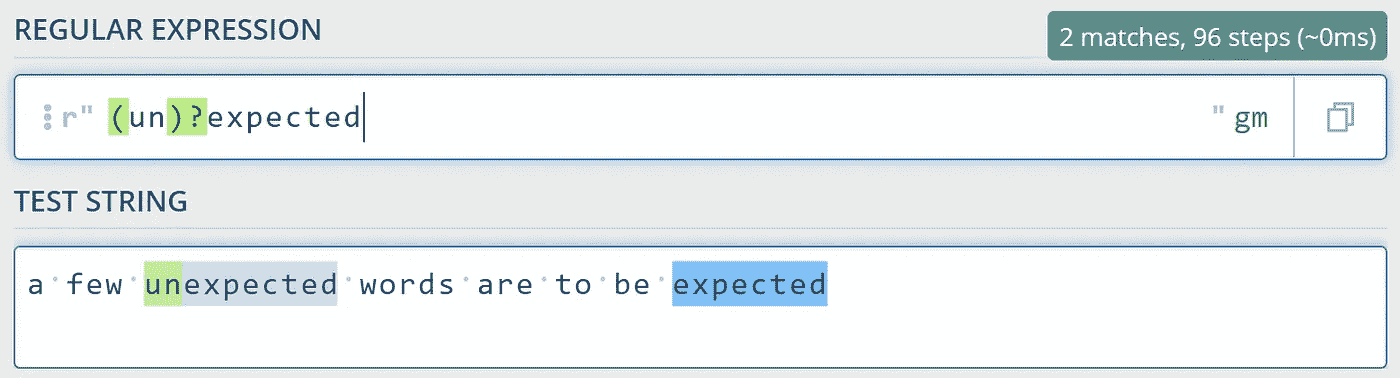 REGULAR EXPRESSION
2 matches, 96 steps (~0ms)
r" (un)?expected " gm
TEST STRING
a·few·unexpected·words·are·to·be·expected